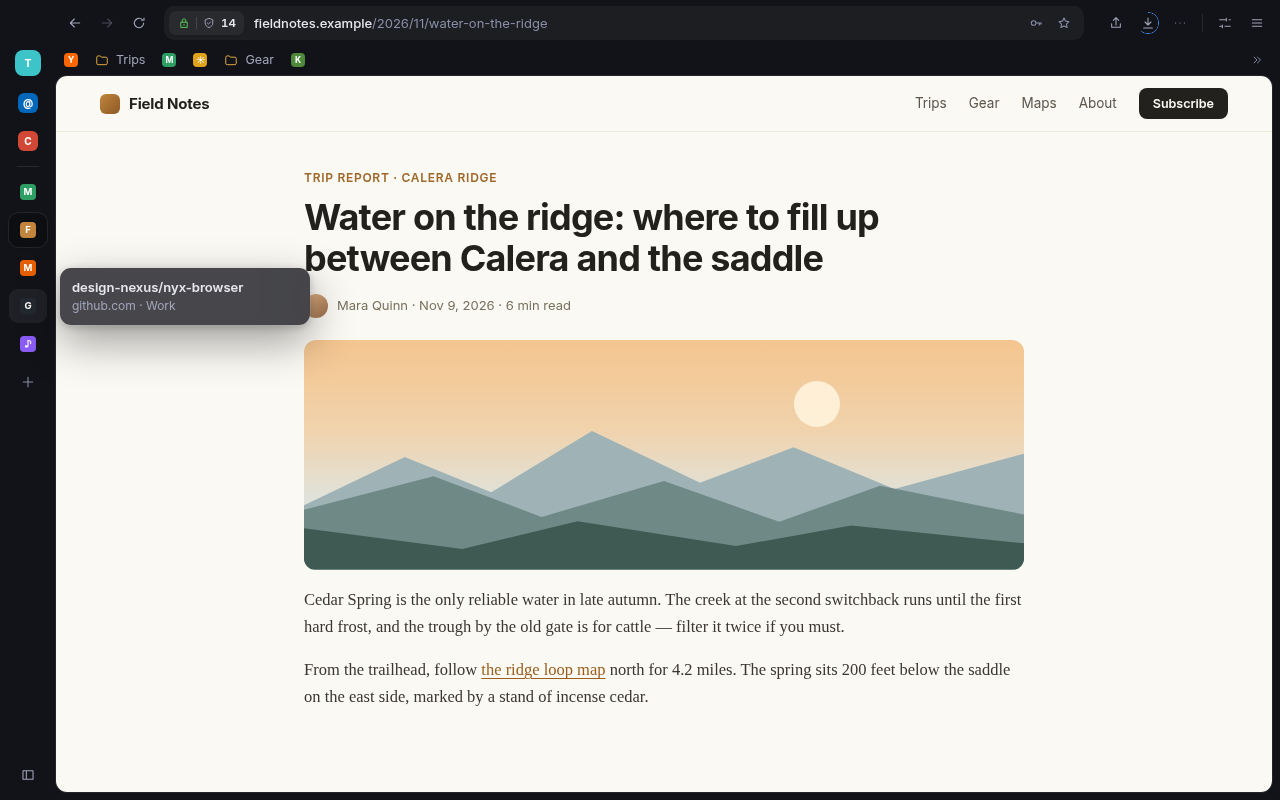 14
fieldnotes.example/2026/11/water-on-the-ridge
T
Y
Trips
M
Gear
K
@
C
M
F
M
G
design-nexus/nyx-browser
github.com · Work
Field Notes
Trips
Gear
Maps
About
Subscribe
TRIP REPORT · CALERA RIDGE
Water on the ridge: where to fill up
between Calera and the saddle
Mara Quinn · Nov 9, 2026 · 6 min read
Cedar Spring is the only reliable water in late autumn. The creek at the second switchback runs until the first
hard frost, and the trough by the old gate is for cattle — filter it twice if you must.
From the trailhead, follow the ridge loop map north for 4.2 miles. The spring sits 200 feet below the saddle
on the east side, marked by a stand of incense cedar.